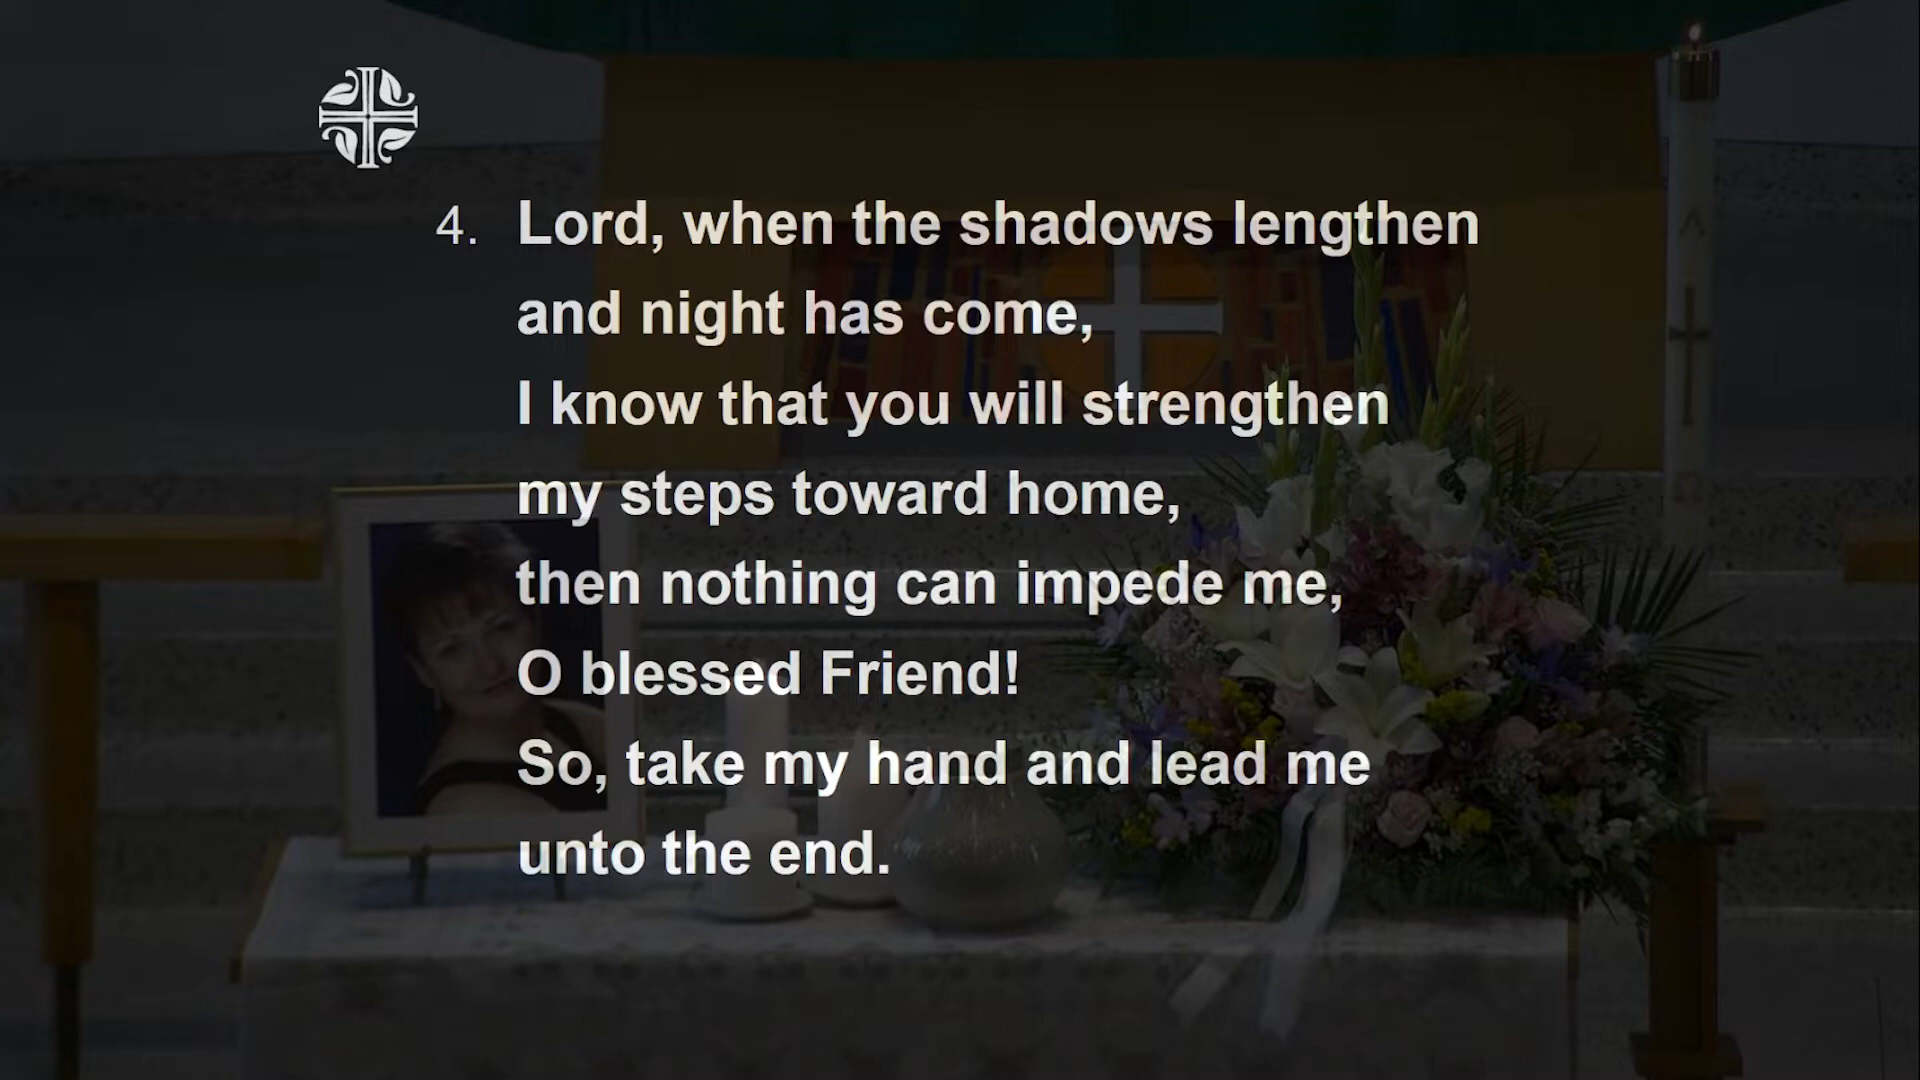 4. Lord, when the shadows lengthen
and night has come,
I know that you will strengthen
my steps toward home,
then nothing can impede me,
O blessed Friend!
So, take my hand and lead me
unto the end.